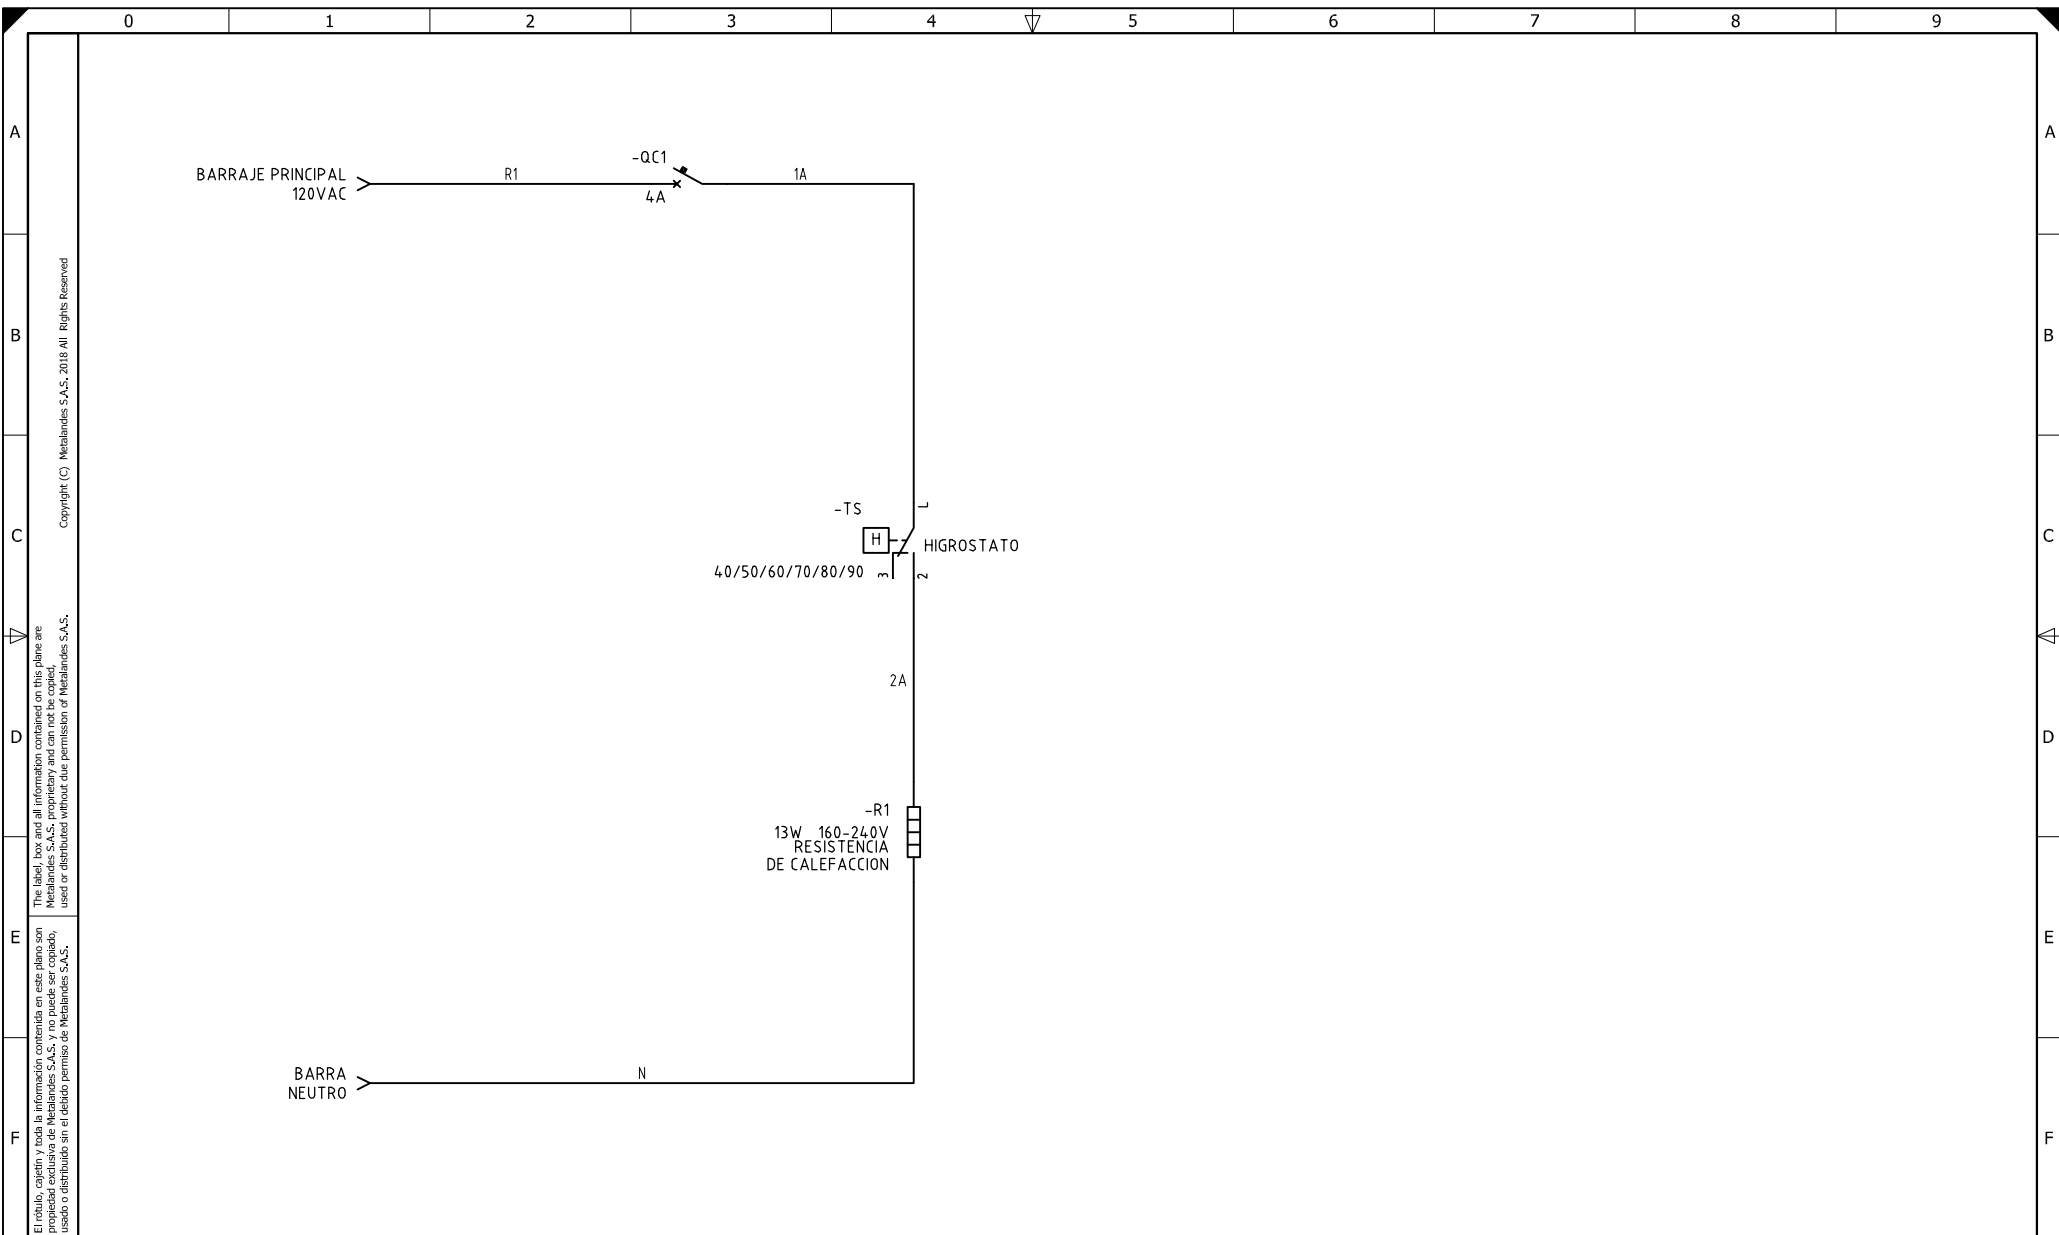 0 1 2 3 4 5 6 7 8 9
A A
-QC1
BARRAJE PRINCIPAL R1 1A
120VAC 4A
B B
Copyright (C) Metalandes S.A.S. 2018 All Rights Reserved
-TS L
C H HIGROSTATO C
40/50/60/70/80/90 3 2
The label, box and all information contained on this plane are
Metalandes S.A.S. proprietary and can not be copied,
used or distributed without due permission of Metalandes S.A.S.
2A
D D
-R1
13W 160-240V
RESISTENCIA
DE CALEFACCION
E E
El rótulo, cajetín y toda la información contenida en este plano son
propiedad exclusiva de Metalandes S.A.S. y no puede ser copiado,
usado o distribuido sin el debido permiso de Metalandes S.A.S.
BARRA N
NEUTRO
F F